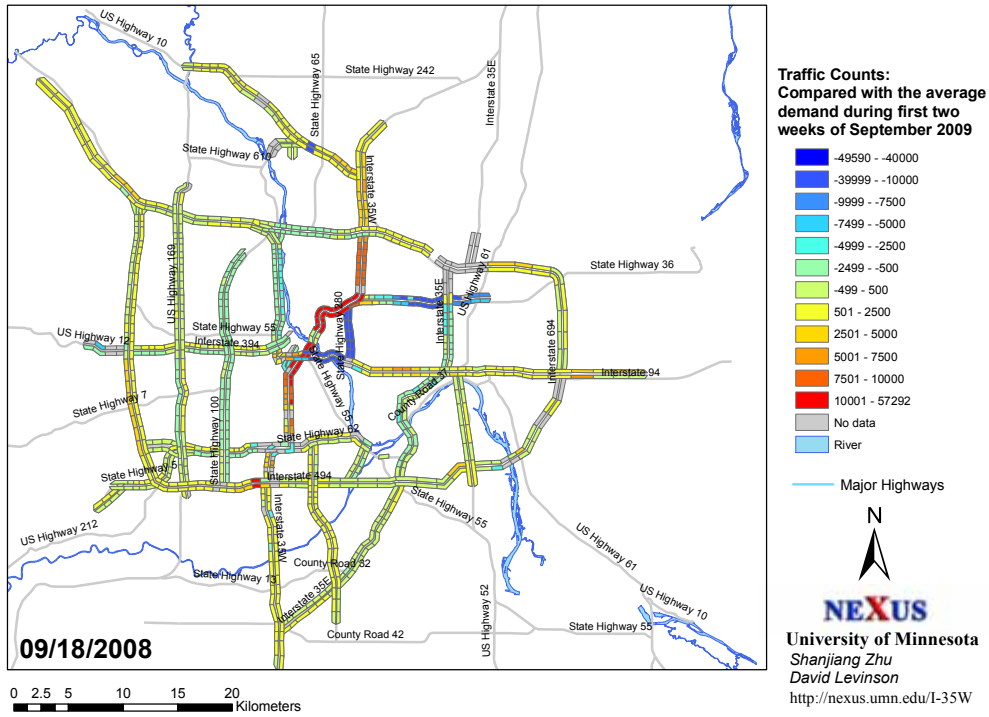 US Highway 10
State Highway 65
State Highway 242
Interstate 35E
State Highway 610
Interstate 35W
US Highway 169
US Highway 61
State Highway 36
State Highway 280
Interstate 35E
State Highway 55
US Highway 12
Interstate 394
Interstate 694
State Highway 55
Interstate 94
County Road 37
State Highway 7
State Highway 100
State Highway 62
State Highway 5
Interstate 494
State Highway 55
Interstate 35W
US Highway 212
County Road 32
US Highway 61
State Highway 13
Interstate 35E
US Highway 52
US Highway 10
State Highway 55
County Road 42
09/18/2008
0 2.5 5 10 15 20
Kilometers
Traffic Counts:
Compared with the average
demand during first two
weeks of September 2009
-49590 - -40000
-39999 - -10000
-9999 - -7500
-7499 - -5000
-4999 - -2500
-2499 - -500
-499 - 500
501 - 2500
2501 - 5000
5001 - 7500
7501 - 10000
10001 - 57292
No data
River
Major Highways
N
NEXUS
University of Minnesota
Shanjiang Zhu
David Levinson
http://nexus.umn.edu/I-35W